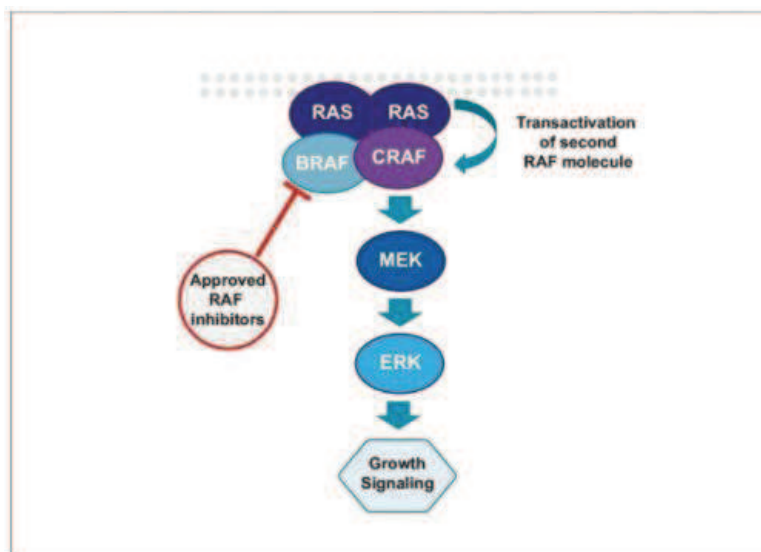 RAS RAS
BRAF CRAF
Transactivation
of second
RAF molecule
MEK
Approved
RAF
inhibitors
ERK
Growth
Signaling